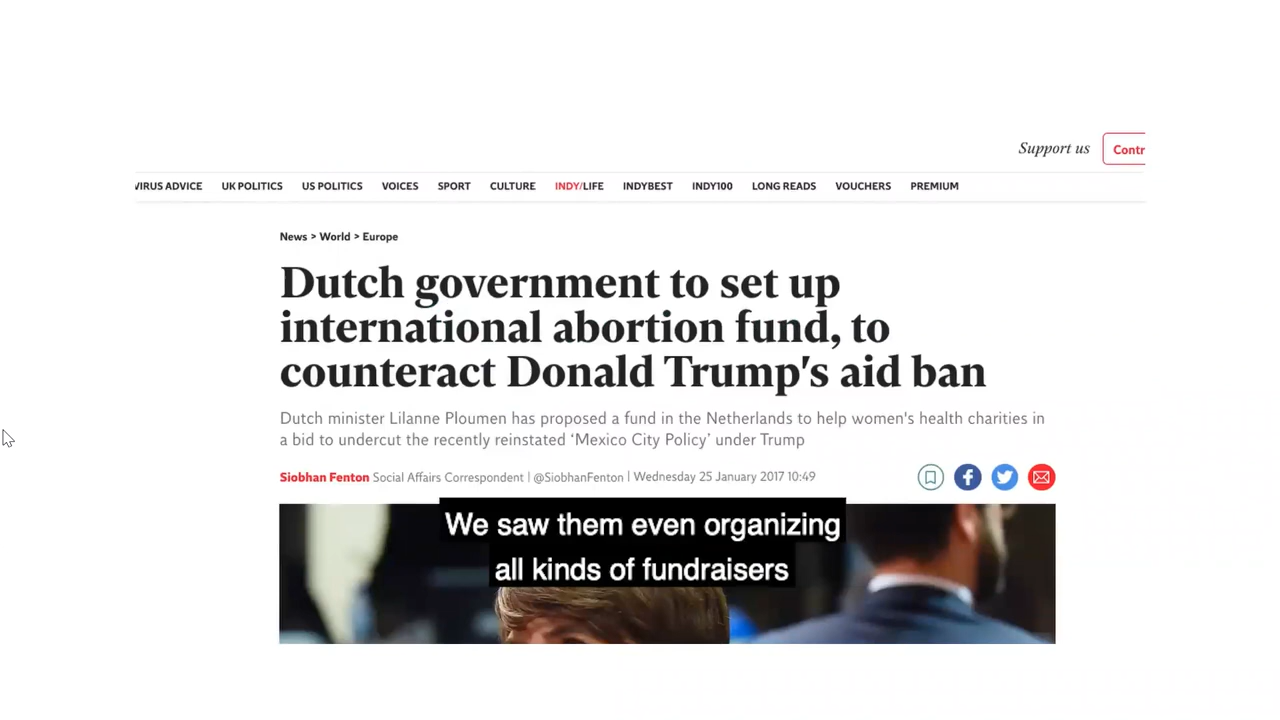 Support us Contr
VIRUS ADVICE UK POLITICS US POLITICS VOICES SPORT CULTURE INDY/LIFE INDYBEST INDY100 LONG READS VOUCHERS PREMIUM
News > World > Europe
Dutch government to set up
international abortion fund, to
counteract Donald Trump's aid ban
Dutch minister Lilanne Ploumen has proposed a fund in the Netherlands to help women's health charities in
a bid to undercut the recently reinstated ‘Mexico City Policy’ under Trump
Siobhan Fenton Social Affairs Correspondent | @SiobhanFenton | Wednesday 25 January 2017 10:49
We saw them even organizing
all kinds of fundraisers